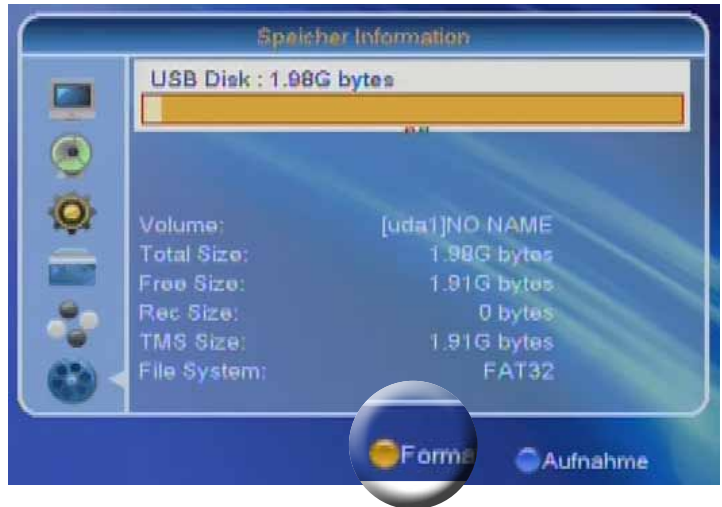 Speicher Information
USB Disk : 1.98G bytes
Volume: [uda1]NO NAME
Total Size: 1.98G bytes
Free Size: 1.91G bytes
Rec Size: 0 bytes
TMS Size: 1.91G bytes
File System: FAT32
Forma Aufnahme